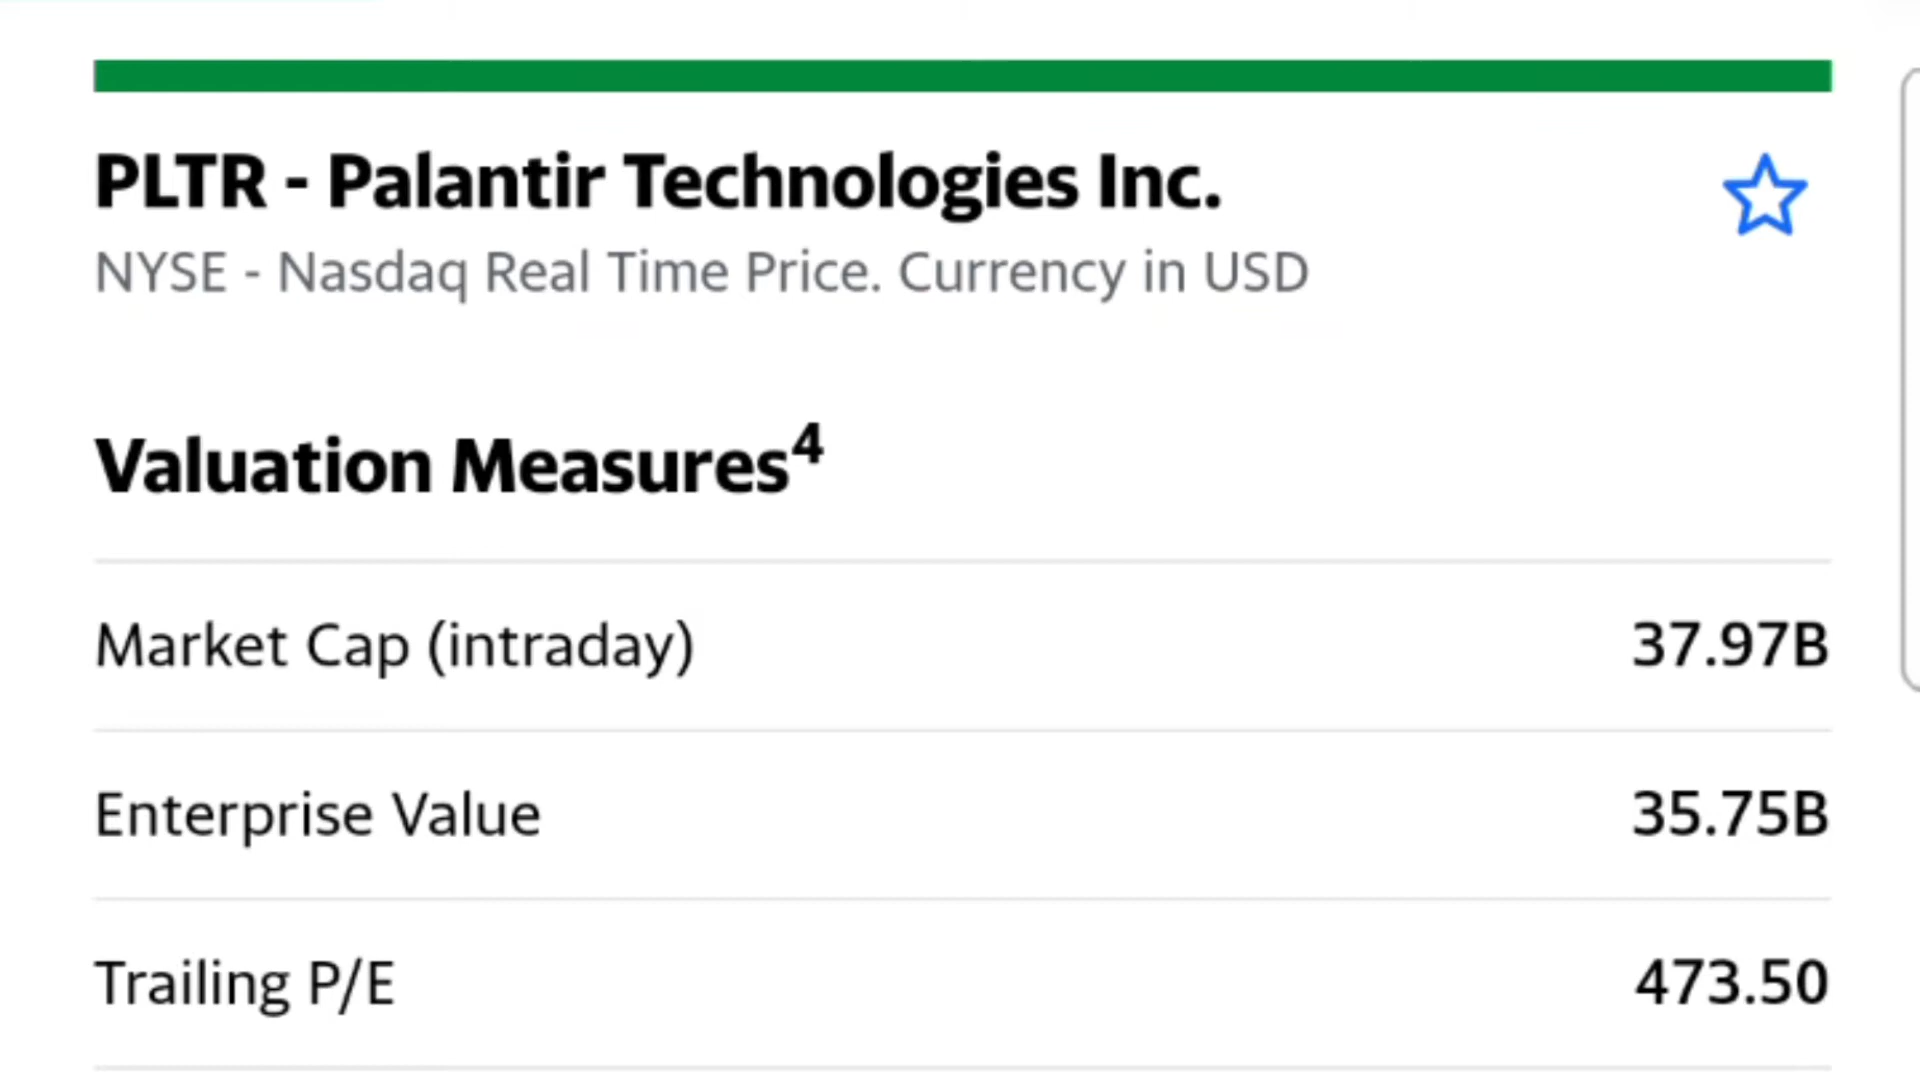 PLTR - Palantir Technologies Inc.
NYSE - Nasdaq Real Time Price. Currency in USD
Valuation Measures⁴
Market Cap (intraday) 37.97B
Enterprise Value 35.75B
Trailing P/E 473.50